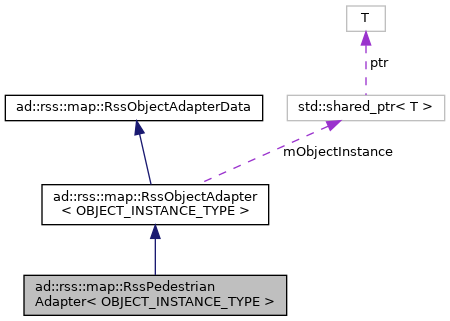 T
ptr
ad::rss::map::RssObjectAdapterData
std::shared_ptr< T >
mObjectInstance
ad::rss::map::RssObjectAdapter
< OBJECT_INSTANCE_TYPE >
ad::rss::map::RssPedestrian
Adapter< OBJECT_INSTANCE_TYPE >